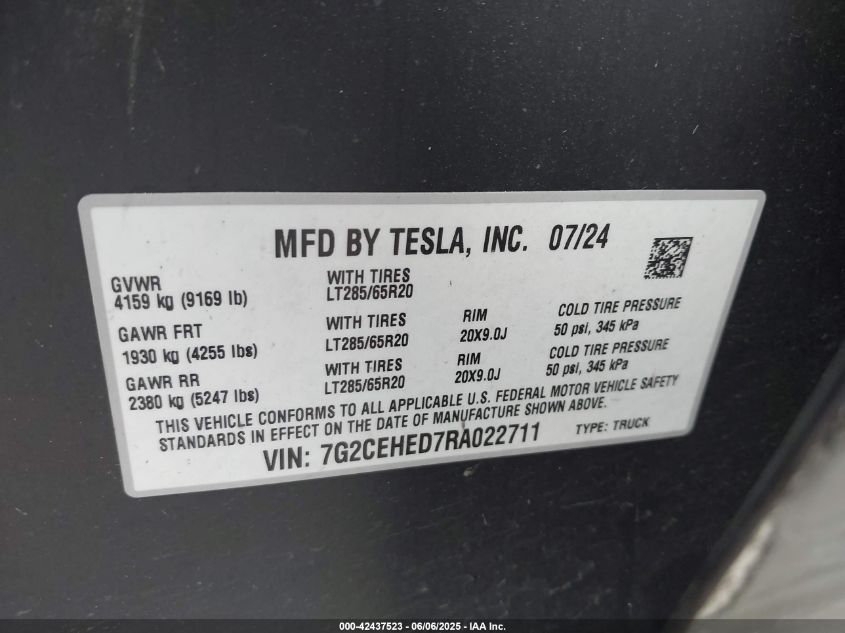 MFD BY TESLA, INC. 07/24
GVWR
4159 kg (9169 lb)
WITH TIRES
LT285/65R20
GAWR FRT
1930 kg (4255 lbs)
WITH TIRES
LT285/65R20
RIM
20X9.0J
COLD TIRE PRESSURE
50 psi, 345 kPa
GAWR RR
2380 kg (5247 lbs)
WITH TIRES
LT285/65R20
RIM
20X9.0J
COLD TIRE PRESSURE
50 psi, 345 kPa
THIS VEHICLE CONFORMS TO ALL APPLICABLE U.S. FEDERAL MOTOR VEHICLE SAFETY
STANDARDS IN EFFECT ON THE DATE OF MANUFACTURE SHOWN ABOVE.
VIN: 7G2CEHED7RA022711
TYPE: TRUCK
000-42437523 - 06/06/2025 - IAA Inc.